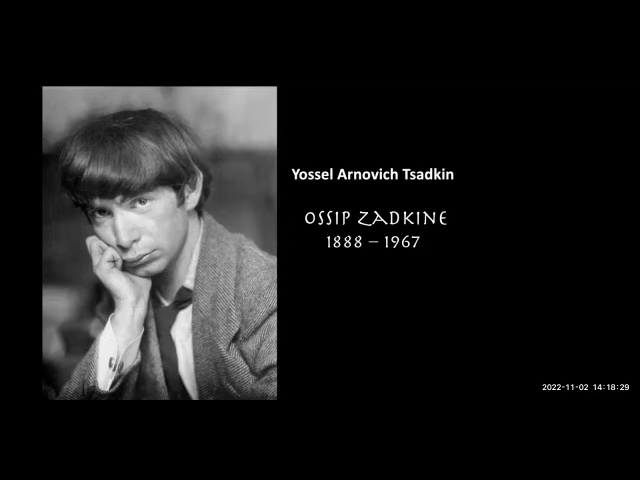 Yossel Arnovich Tsadkin
OSSIP ZADKINE
1888 – 1967
2022-11-02 14:18:29